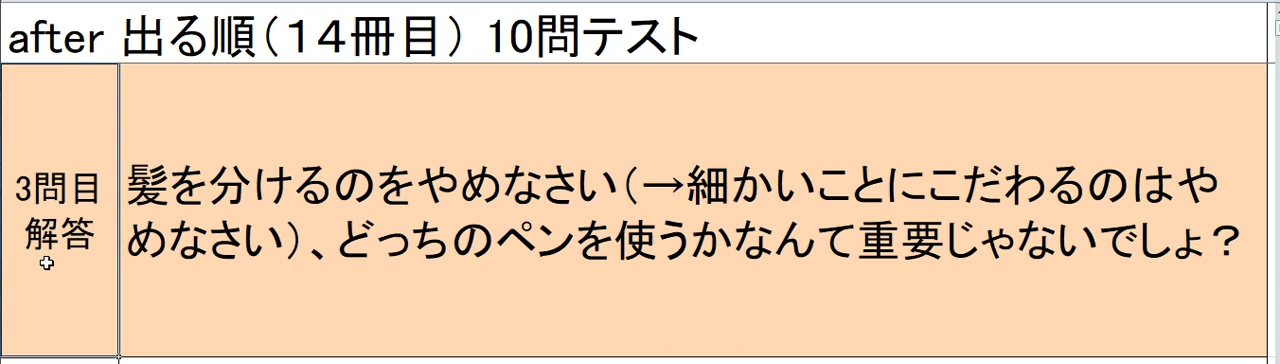 after 出る順（１４冊目） 10問テスト
3問目
解答
髪を分けるのをやめなさい（→細かいことにこだわるのはや
めなさい）、どっちのペンを使うかなんて重要じゃないでしょ？